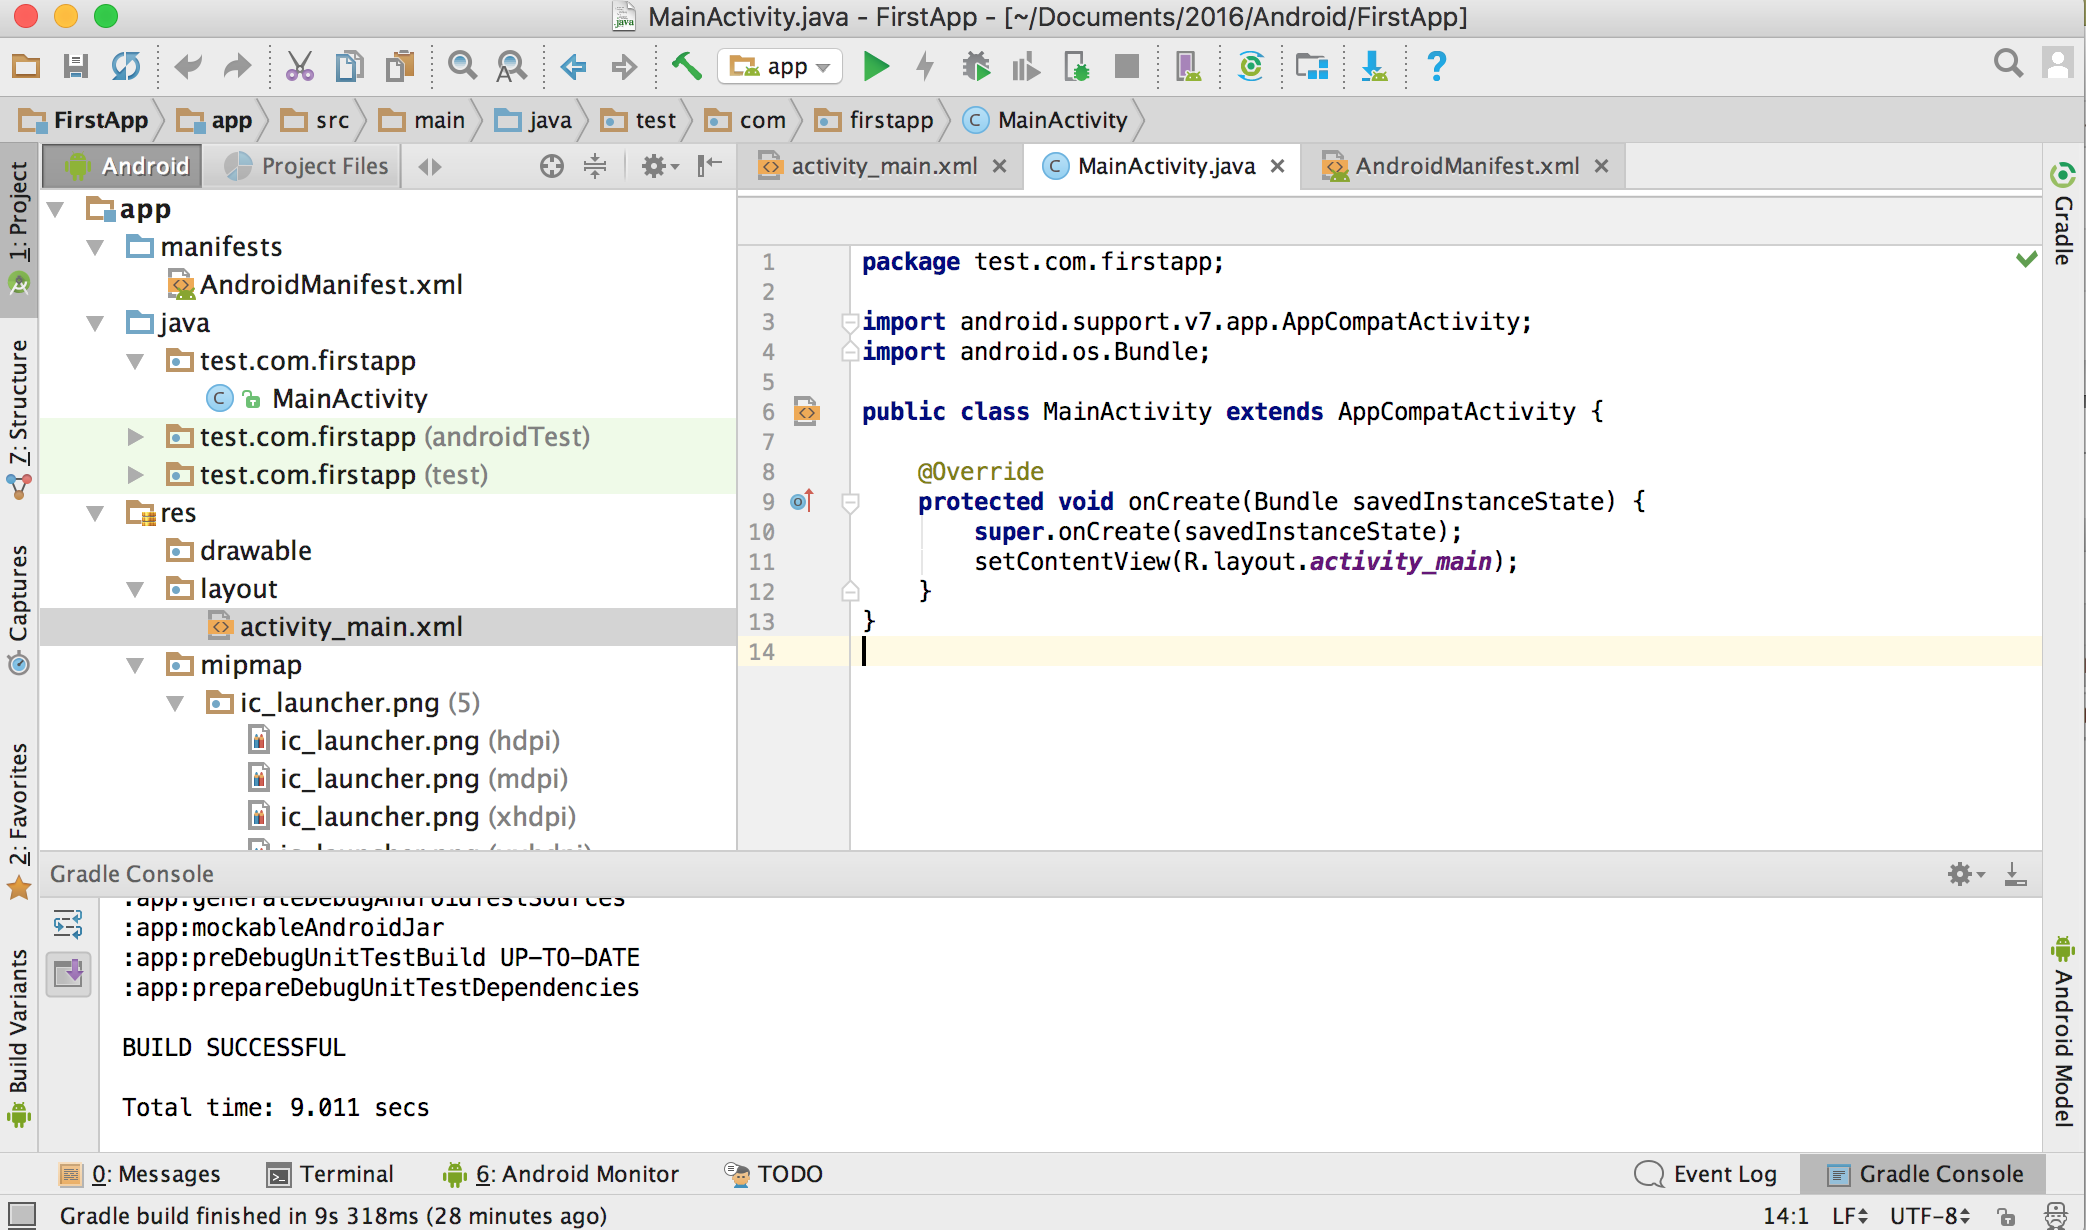 MainActivity.java - FirstApp - [~/Documents/2016/Android/FirstApp]
app
FirstApp app src main java test com firstapp MainActivity
Android Project Files
activity_main.xml MainActivity.java AndroidManifest.xml
1: Project
7: Structure
Captures
2: Favorites
Build Variants
app
manifests
AndroidManifest.xml
java
test.com.firstapp
MainActivity
test.com.firstapp (androidTest)
test.com.firstapp (test)
res
drawable
layout
activity_main.xml
mipmap
ic_launcher.png (5)
ic_launcher.png (hdpi)
ic_launcher.png (mdpi)
ic_launcher.png (xhdpi)
1 package test.com.firstapp;
2
3 import android.support.v7.app.AppCompatActivity;
4 import android.os.Bundle;
5
6 public class MainActivity extends AppCompatActivity {
7
8 @Override
9 protected void onCreate(Bundle savedInstanceState) {
10 super.onCreate(savedInstanceState);
11 setContentView(R.layout.activity_main);
12 }
13 }
14
Gradle
Android Model
Gradle Console
:app:generateDebugAndroidTestSources
:app:mockableAndroidJar
:app:preDebugUnitTestBuild UP-TO-DATE
:app:prepareDebugUnitTestDependencies
BUILD SUCCESSFUL
Total time: 9.011 secs
0: Messages Terminal 6: Android Monitor TODO Event Log Gradle Console
Gradle build finished in 9s 318ms (28 minutes ago) 14:1 LF UTF-8